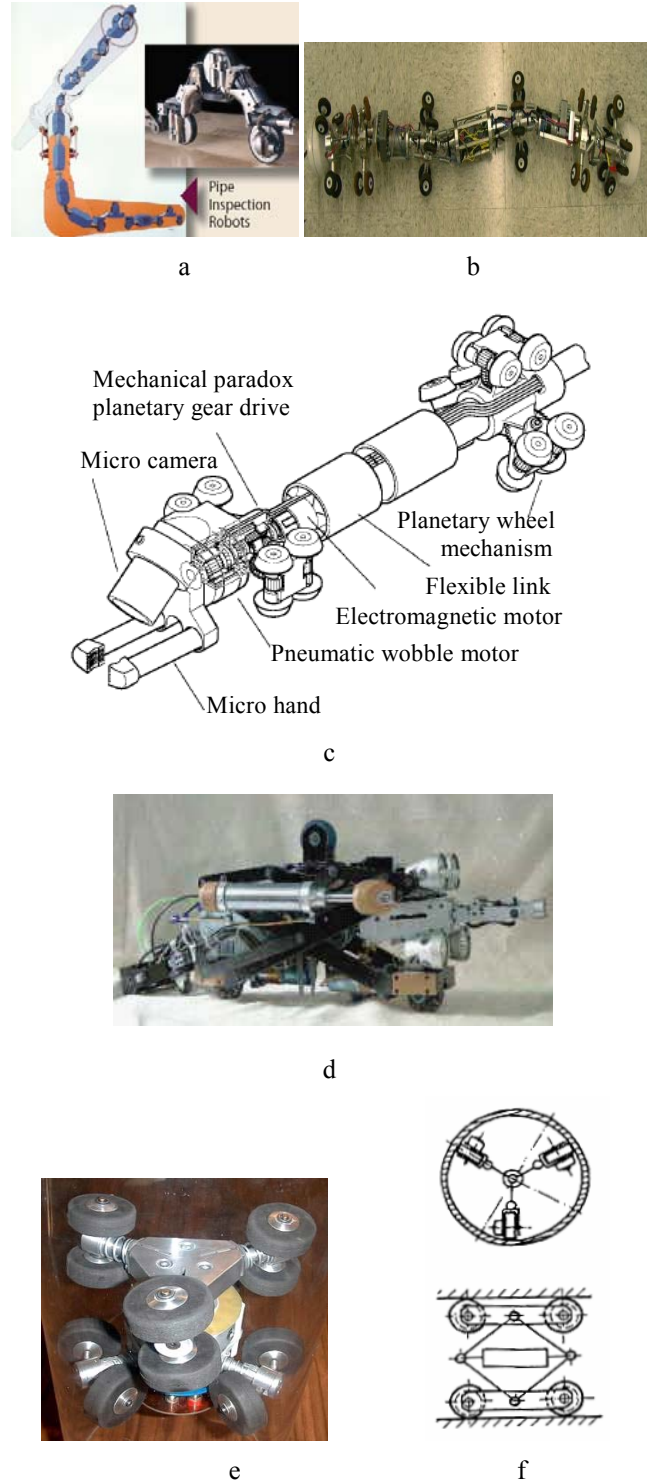 Pipe
Inspection
Robots
a
b
Mechanical paradox
planetary gear drive
Micro camera
Planetary wheel
mechanism
Flexible link
Electromagnetic motor
Pneumatic wobble motor
Micro hand
c
d
e
f